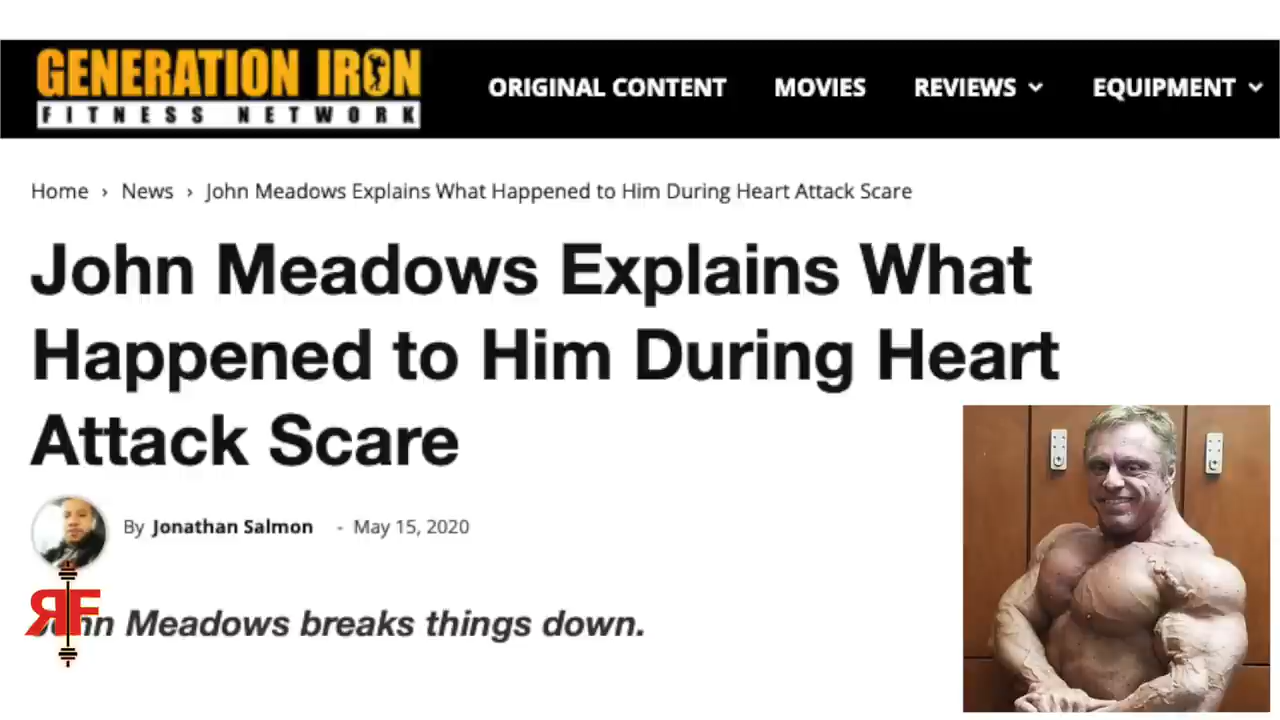 GENERATION IRON
FITNESS NETWORK
ORIGINAL CONTENT MOVIES REVIEWS EQUIPMENT
Home › News › John Meadows Explains What Happened to Him During Heart Attack Scare
John Meadows Explains What
Happened to Him During Heart
Attack Scare
By Jonathan Salmon - May 15, 2020
RF
John Meadows breaks things down.